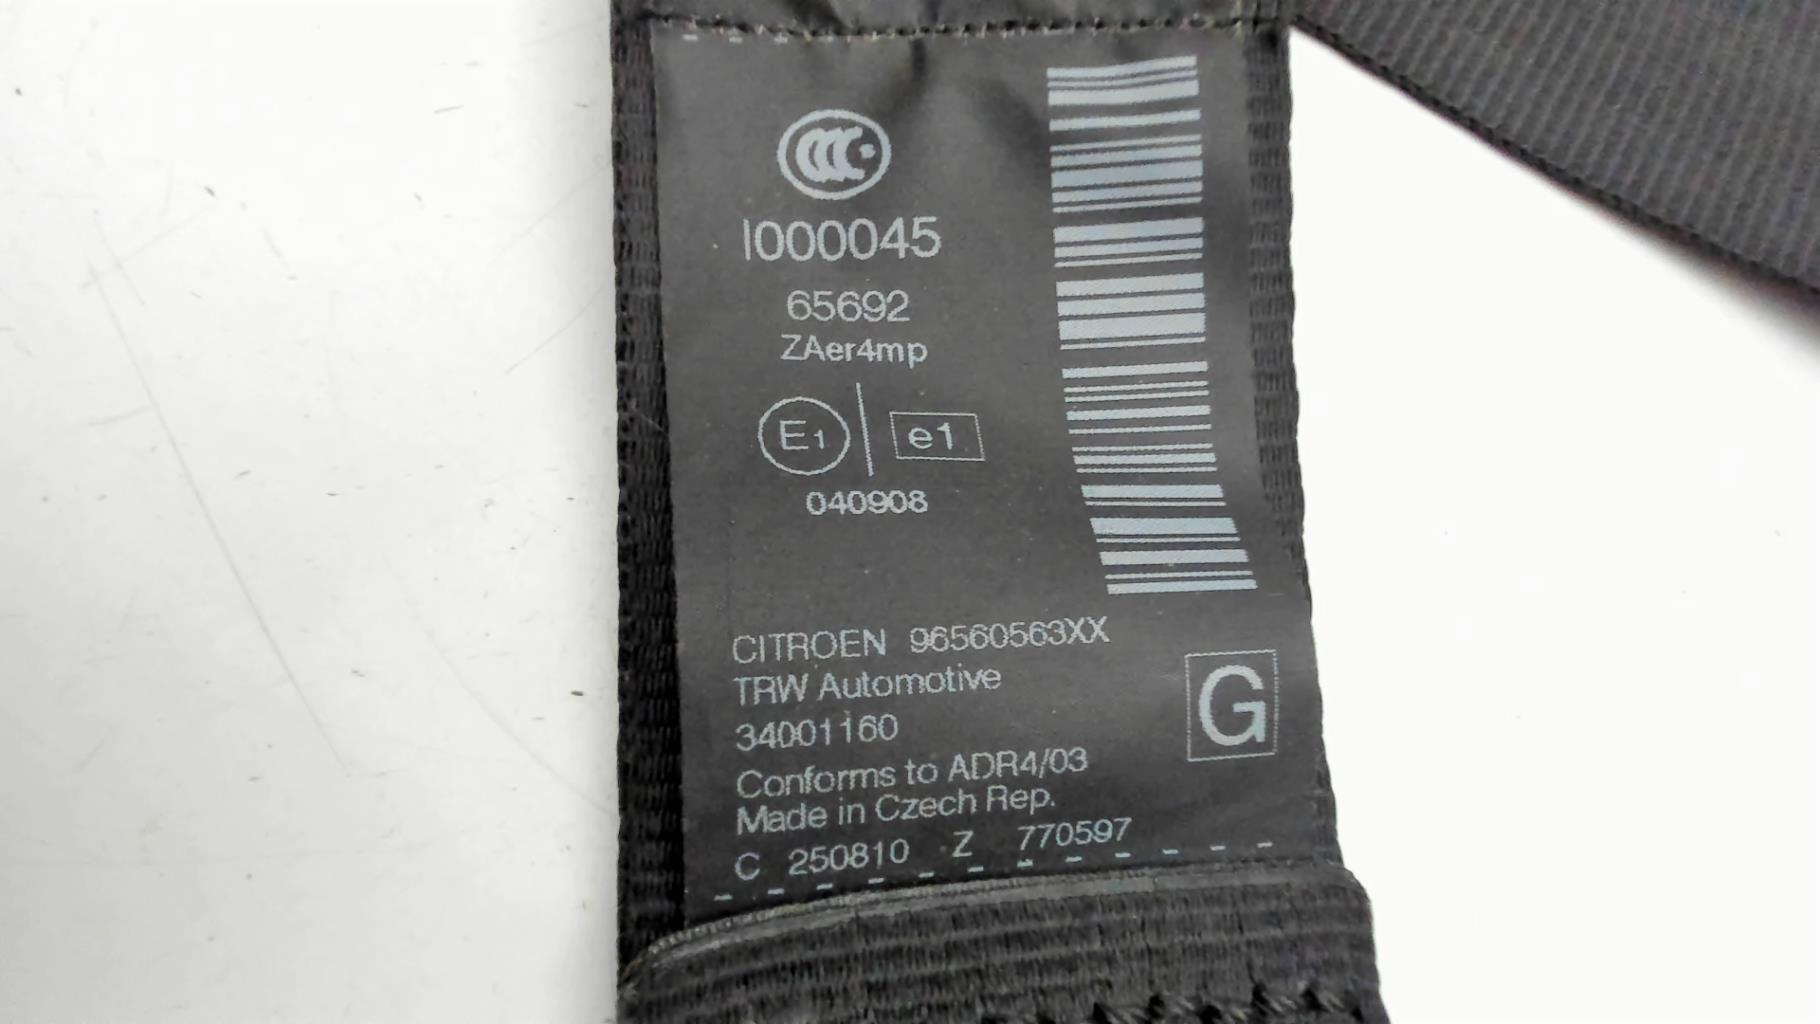 CCC
I000045
65692
ZAer4mp
E1 e1
040908
CITROEN 96560563XX
TRW Automotive
34001160
G
Conforms to ADR4/03
Made in Czech Rep.
C 250810 Z 770597